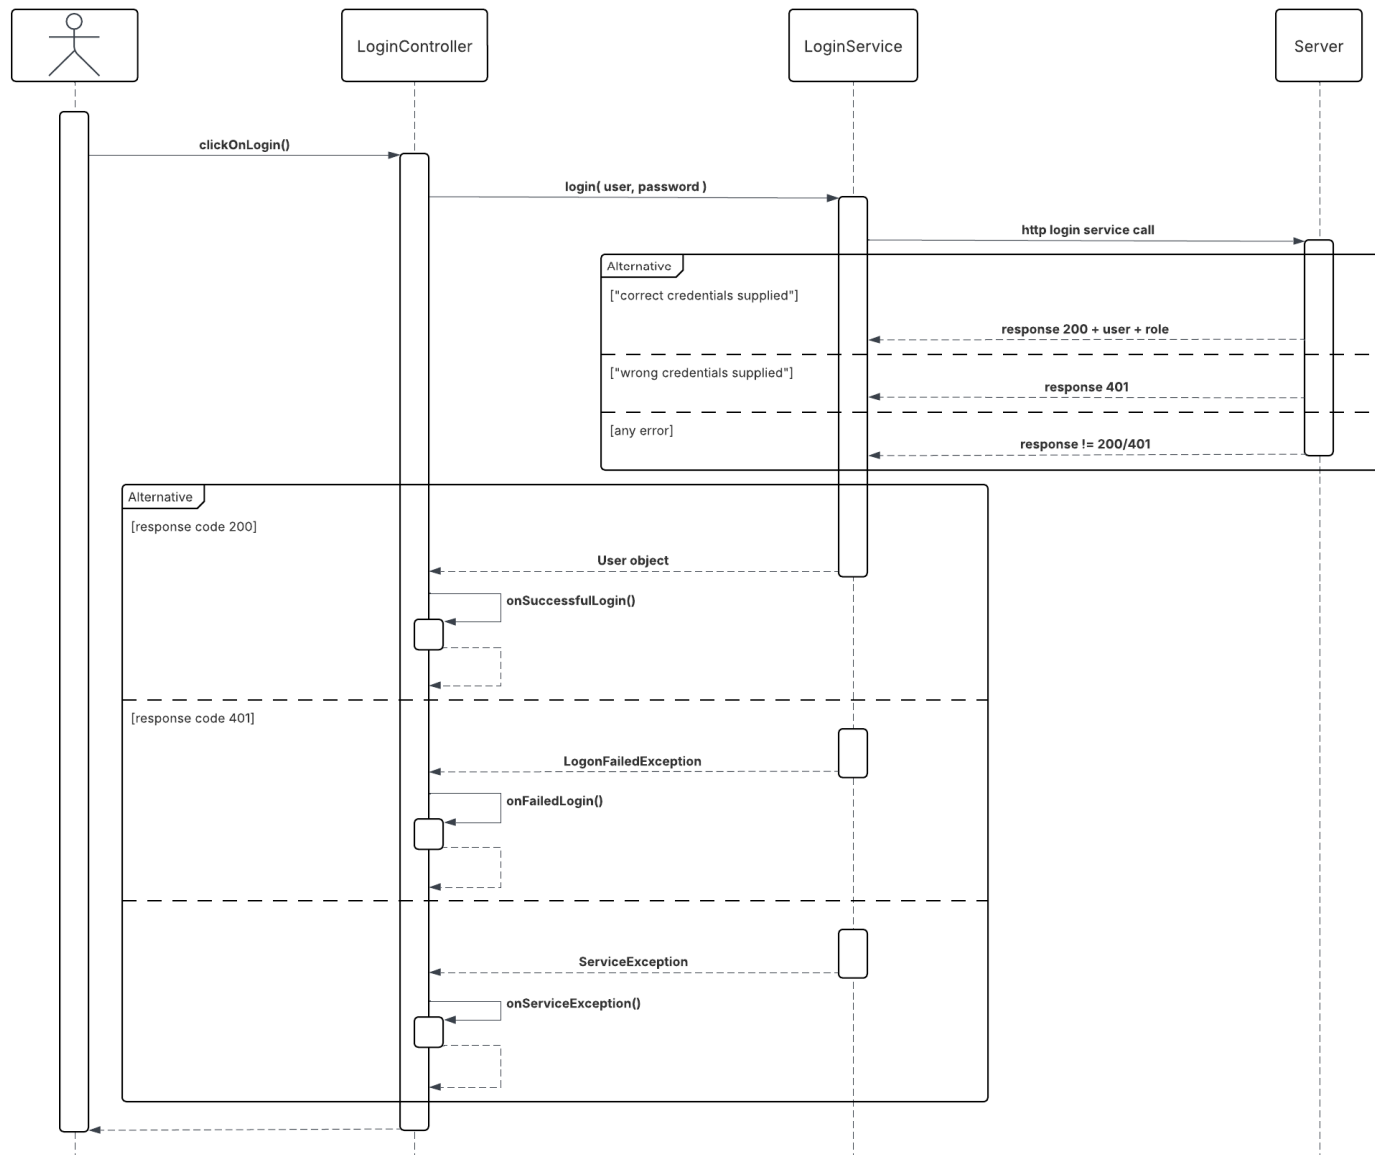 LoginController
LoginService
Server
clickOnLogin()
login( user, password )
http login service call
Alternative
["correct credentials supplied"]
response 200 + user + role
["wrong credentials supplied"]
response 401
[any error]
response != 200/401
Alternative
[response code 200]
User object
onSuccessfulLogin()
[response code 401]
LogonFailedException
onFailedLogin()
ServiceException
onServiceException()